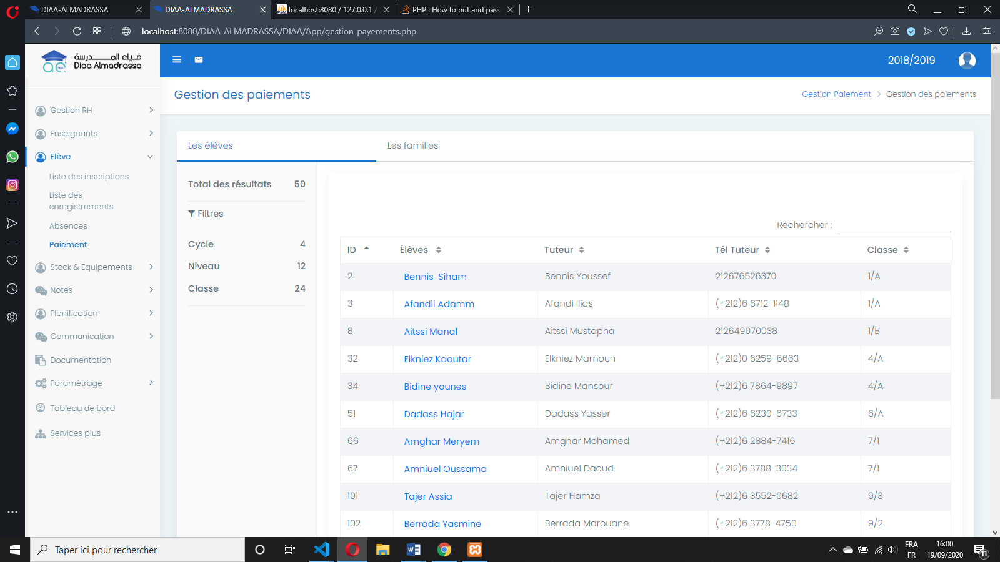 DIAA-ALMADRASSA
DIAA-ALMADRASSA
localhost:8080 / 127.0.0.1 /
PHP : How to put and pass
localhost:8080/DIAA-ALMADRASSA/DIAA/App/gestion-payements.php
ضياء المـــدرسة
Diaa Almadrassa
2018/2019
Gestion des paiements
Gestion Paiement > Gestion des paiements
Gestion RH
Enseignants
Elève
Liste des inscriptions
Liste des
enregistrements
Absences
Paiement
Stock & Equipements
Notes
Planification
Communication
Documentation
Paramétrage
Tableau de bord
Services plus
Les élèves
Les familles
Total des résultats 50
Filtres
Cycle 4
Niveau 12
Classe 24
Rechercher :
ID Élèves Tuteur Tél Tuteur Classe
2 Bennis Siham Bennis Youssef 212676526370 1/A
3 Afandii Adamm Afandi Ilias (+212)6 6712-1148 1/A
8 Aitssi Manal Aitssi Mustapha 212649070038 1/B
32 Elkniez Kaoutar Elkniez Mamoun (+212)0 6259-6663 4/A
34 Bidine younes Bidine Mansour (+212)6 7864-9897 4/A
51 Dadass Hajar Dadass Yasser (+212)6 6230-6733 6/A
66 Amghar Meryem Amghar Mohamed (+212)6 2884-7416 7/1
67 Amniuel Oussama Amniuel Daoud (+212)6 3788-3034 7/1
101 Tajer Assia Tajer Hamza (+212)6 3552-0682 9/3
102 Berrada Yasmine Berrada Marouane (+212)6 3778-4750 9/2
Taper ici pour rechercher
FRA
FR
16:00
19/09/2020
11